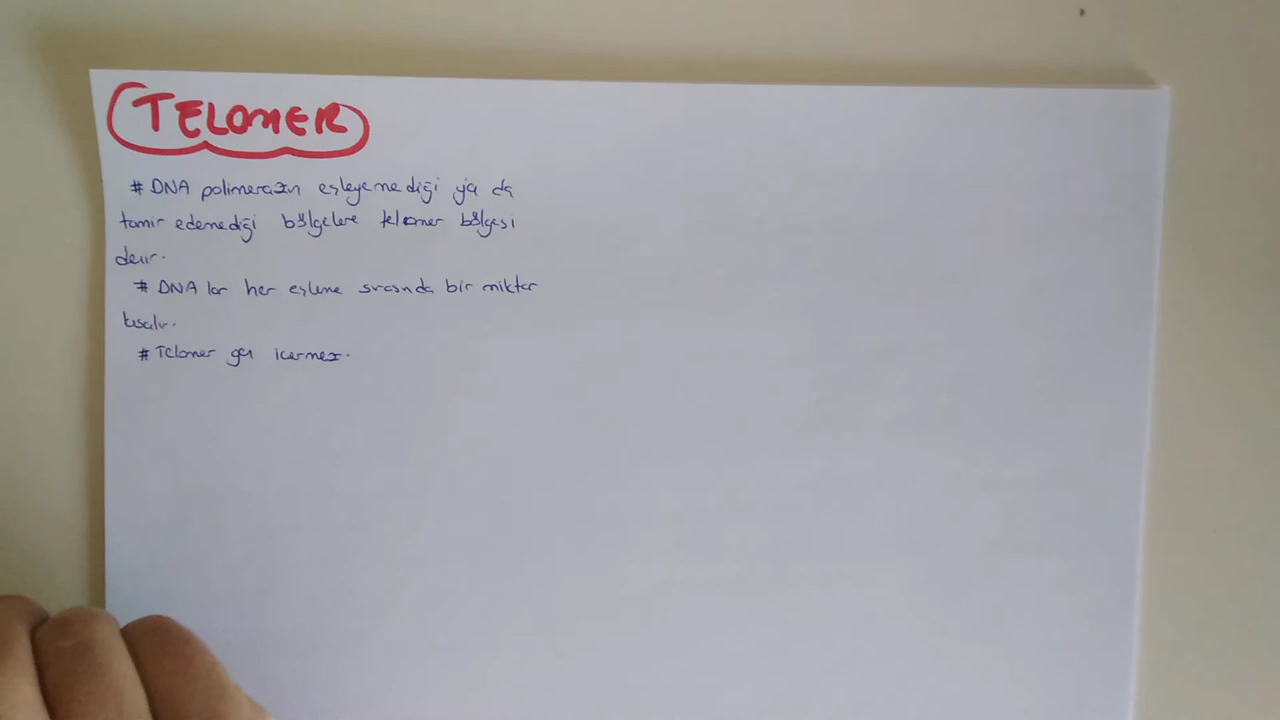 TELOMER
# DNA polimerazın eşleyemediği ya da
tamir edemediği bölgelere telomer bölgesi
denir.
# DNA lar her eşleme sırasında bir miktar
kısalır.
# Telomer gen içermez.